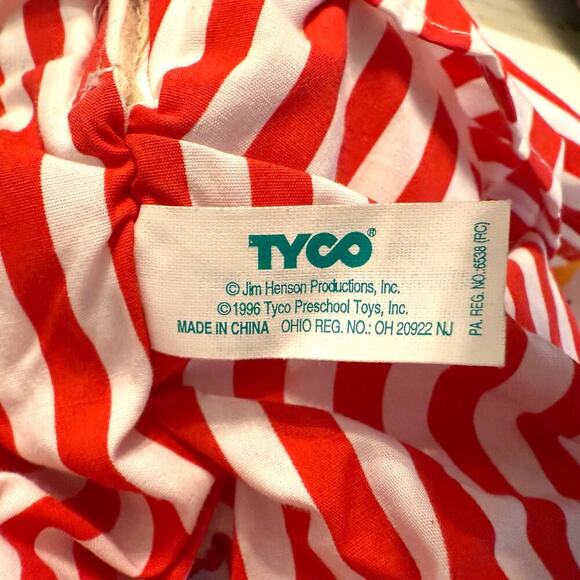 TYCO®
© Jim Henson Productions, Inc.
© 1996 Tyco Preschool Toys, Inc.
MADE IN CHINA OHIO REG. NO.: OH 20922 NJ
PA. REG. NO.:6538 (RC)